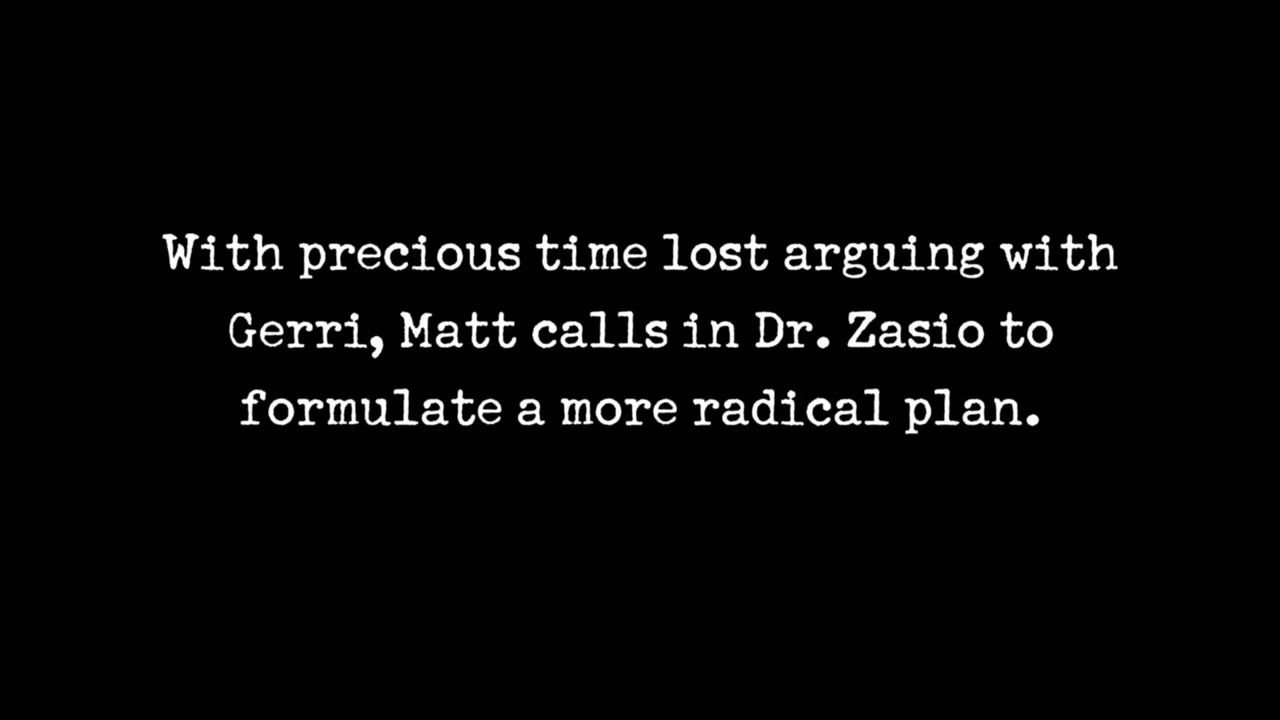 With precious time lost arguing with
Gerri, Matt calls in Dr. Zasio to
formulate a more radical plan.